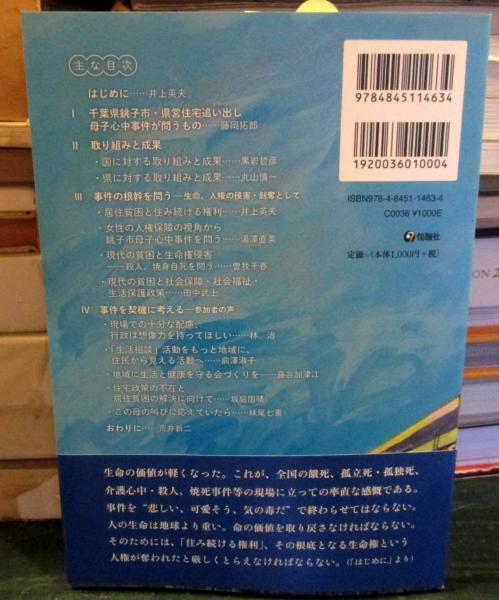 主な目次
はじめに……井上英夫
Ⅰ 千葉県銚子市・県営住宅追い出し
母子心中事件が問うもの……藤岡拓郎
Ⅱ 取り組みと成果
・国に対する取り組みと成果……黒岩哲彦
・県に対する取り組みと成果……丸山慎一
Ⅲ 事件の根幹を問う―生命、人権の侵害・剝奪として
・居住貧困と住み続ける権利……井上英夫
・女性の人権保障の視角から
銚子市母子心中事件を問う……湯澤直美
・現代の貧困と生命権侵害
――殺人、焼身自死を問う……曽我千春
・現代の貧困と社会保障・社会福祉・
生活保護政策……田中武士
Ⅳ 事件を契機に考える―参加者の声
・現場での十分な配慮、
行政は想像力を持ってほしい……林 治
・「生活相談」活動をもっと地域に、
住民から見える活動へ……前澤淑子
・地域に生活と健康を守る会づくりを……藤谷加津江
・住宅政策の不在と
居住貧困の解決に向けて……坂庭国晴
・この母の叫びに応えていたら……妹尾七重
おわりに……荒井新二
9784845114634
1920036010004
ISBN978-4-8451-1463-4
C0036 ¥1000E
旬報社
定価=(本体1,000円+税)
生命の価値が軽くなった。これが、全国の餓死、孤立死・孤独死、
介護心中・殺人、焼死事件等の現場に立っての率直な感慨である。
事件を“悲しい、可愛そう、気の毒だ”で終わらせてはならない。
人の生命は地球より重い。命の価値を取り戻さなければならない。
そのためには、「住み続ける権利」、その根底となる生命権という
人権が奪われたと厳しくとらえなければならない。(「はじめに」より)